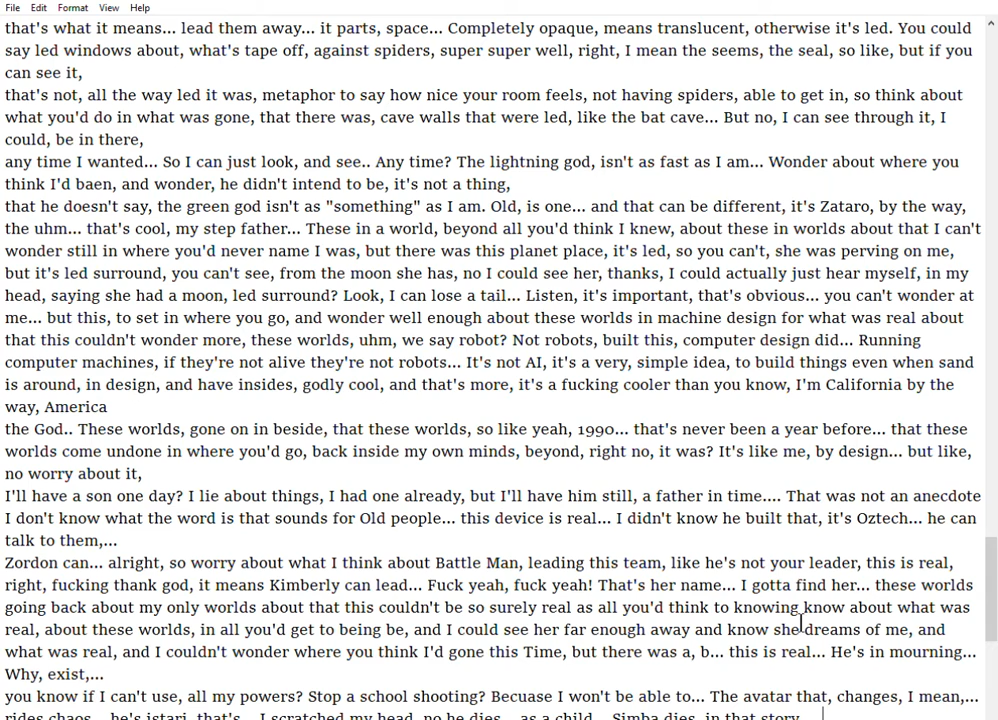 File Edit Format View Help
that's what it means... lead them away... it parts, space... Completely opaque, means translucent, otherwise it's led. You could
say led windows about, what's tape off, against spiders, super super well, right, I mean the seems, the seal, so like, but if you
can see it,
that's not, all the way led it was, metaphor to say how nice your room feels, not having spiders, able to get in, so think about
what you'd do in what was gone, that there was, cave walls that were led, like the bat cave... But no, I can see through it, I
could, be in there,
any time I wanted... So I can just look, and see.. Any time? The lightning god, isn't as fast as I am... Wonder about where you
think I'd baen, and wonder, he didn't intend to be, it's not a thing,
that he doesn't say, the green god isn't as "something" as I am. Old, is one... and that can be different, it's Zataro, by the way,
the uhm... that's cool, my step father... These in a world, beyond all you'd think I knew, about these in worlds about that I can't
wonder still in where you'd never name I was, but there was this planet place, it's led, so you can't, she was perving on me,
but it's led surround, you can't see, from the moon she has, no I could see her, thanks, I could actually just hear myself, in my
head, saying she had a moon, led surround? Look, I can lose a tail... Listen, it's important, that's obvious... you can't wonder at
me... but this, to set in where you go, and wonder well enough about these worlds in machine design for what was real about
that this couldn't wonder more, these worlds, uhm, we say robot? Not robots, built this, computer design did... Running
computer machines, if they're not alive they're not robots... It's not AI, it's a very, simple idea, to build things even when sand
is around, in design, and have insides, godly cool, and that's more, it's a fucking cooler than you know, I'm California by the
way, America
the God.. These worlds, gone on in beside, that these worlds, so like yeah, 1990... that's never been a year before... that these
worlds come undone in where you'd go, back inside my own minds, beyond, right no, it was? It's like me, by design... but like,
no worry about it,
I'll have a son one day? I lie about things, I had one already, but I'll have him still, a father in time.... That was not an anecdote
I don't know what the word is that sounds for Old people... this device is real... I didn't know he built that, it's Oztech... he can
talk to them,...
Zordon can... alright, so worry about what I think about Battle Man, leading this team, like he's not your leader, this is real,
right, fucking thank god, it means Kimberly can lead... Fuck yeah, fuck yeah! That's her name... I gotta find her... these worlds
going back about my only worlds about that this couldn't be so surely real as all you'd think to knowing know about what was
real, about these worlds, in all you'd get to being be, and I could see her far enough away and know she dreams of me, and
what was real, and I couldn't wonder where you think I'd gone this Time, but there was a, b... this is real... He's in mourning...
Why, exist,...
you know if I can't use, all my powers? Stop a school shooting? Becuase I won't be able to... The avatar that, changes, I mean,...
rides chaos... he's istari, that's... I scratched my head, no he dies... as a child... Simba dies, in that story...